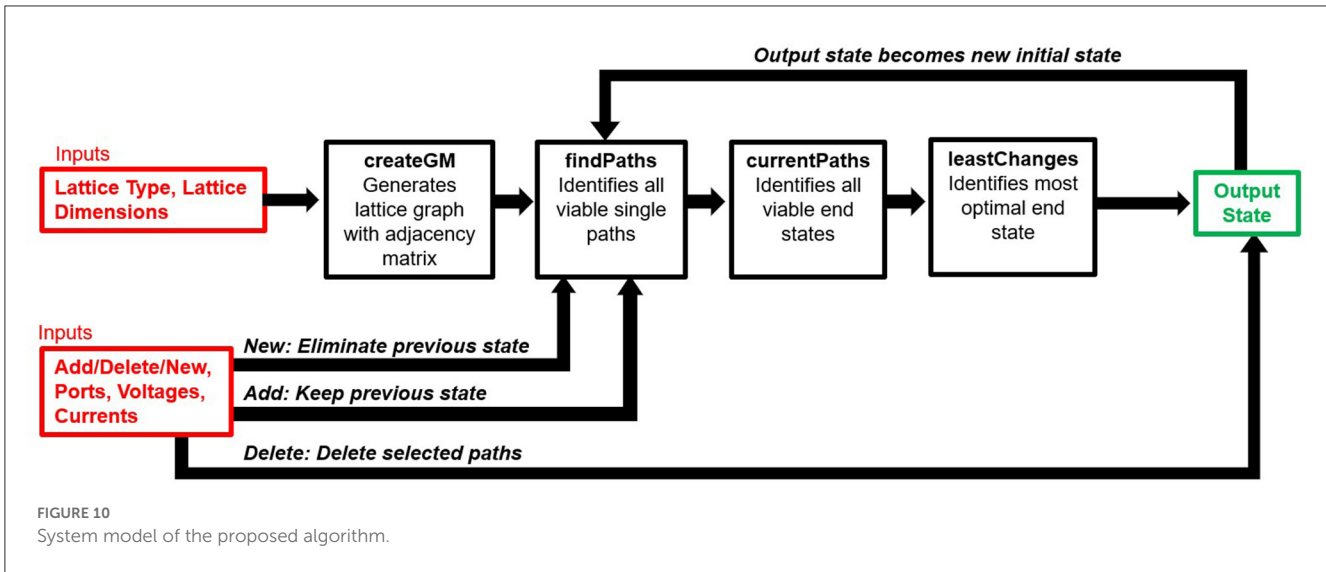 Output state becomes new initial state
Inputs
Lattice Type, Lattice
Dimensions
createGM
Generates
lattice graph
with adjacency
matrix
findPaths
Identifies all
viable single
paths
currentPaths
Identifies all
viable end
states
leastChanges
Identifies most
optimal end
state
Output
State
Inputs
Add/Delete/New,
Ports, Voltages,
Currents
New: Eliminate previous state
Add: Keep previous state
Delete: Delete selected paths
FIGURE 10
System model of the proposed algorithm.